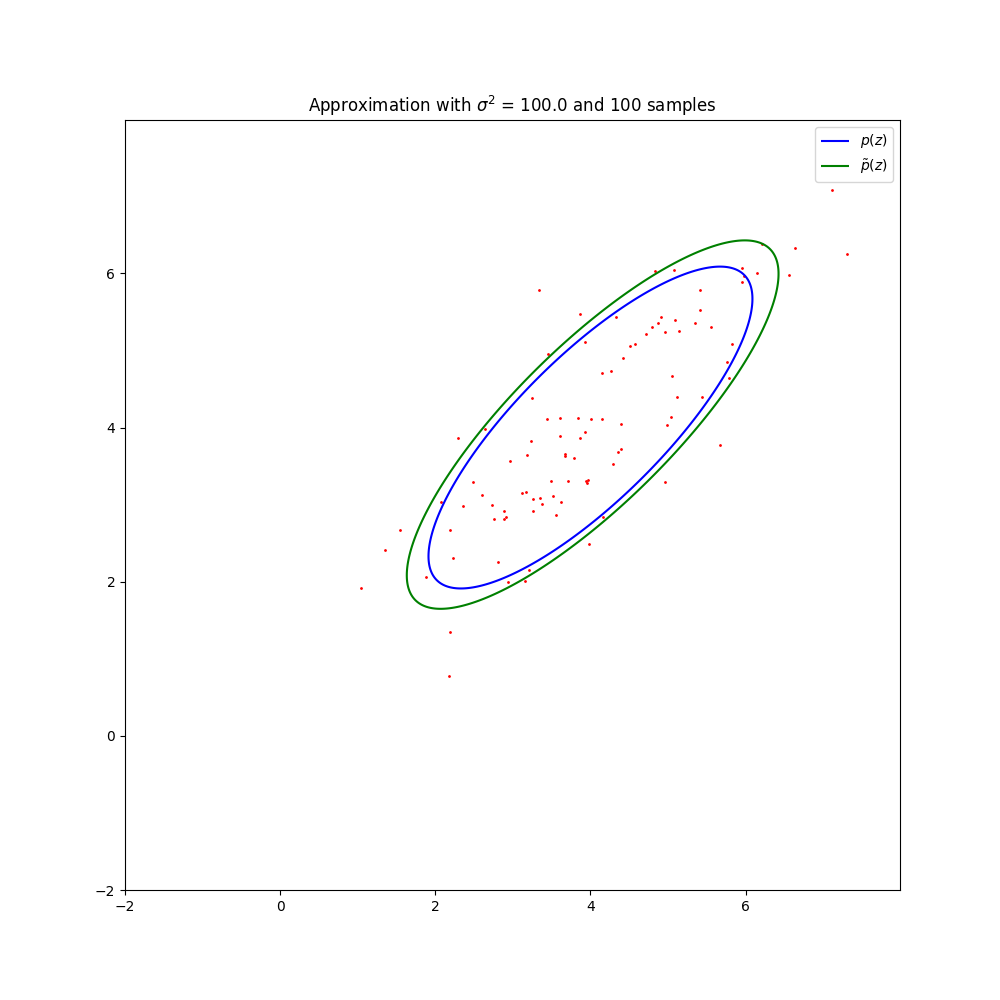 Approximation with σ² = 100.0 and 100 samples
p(z)
p̃(z)
6
4
2
0
−2
−2 0 2 4 6